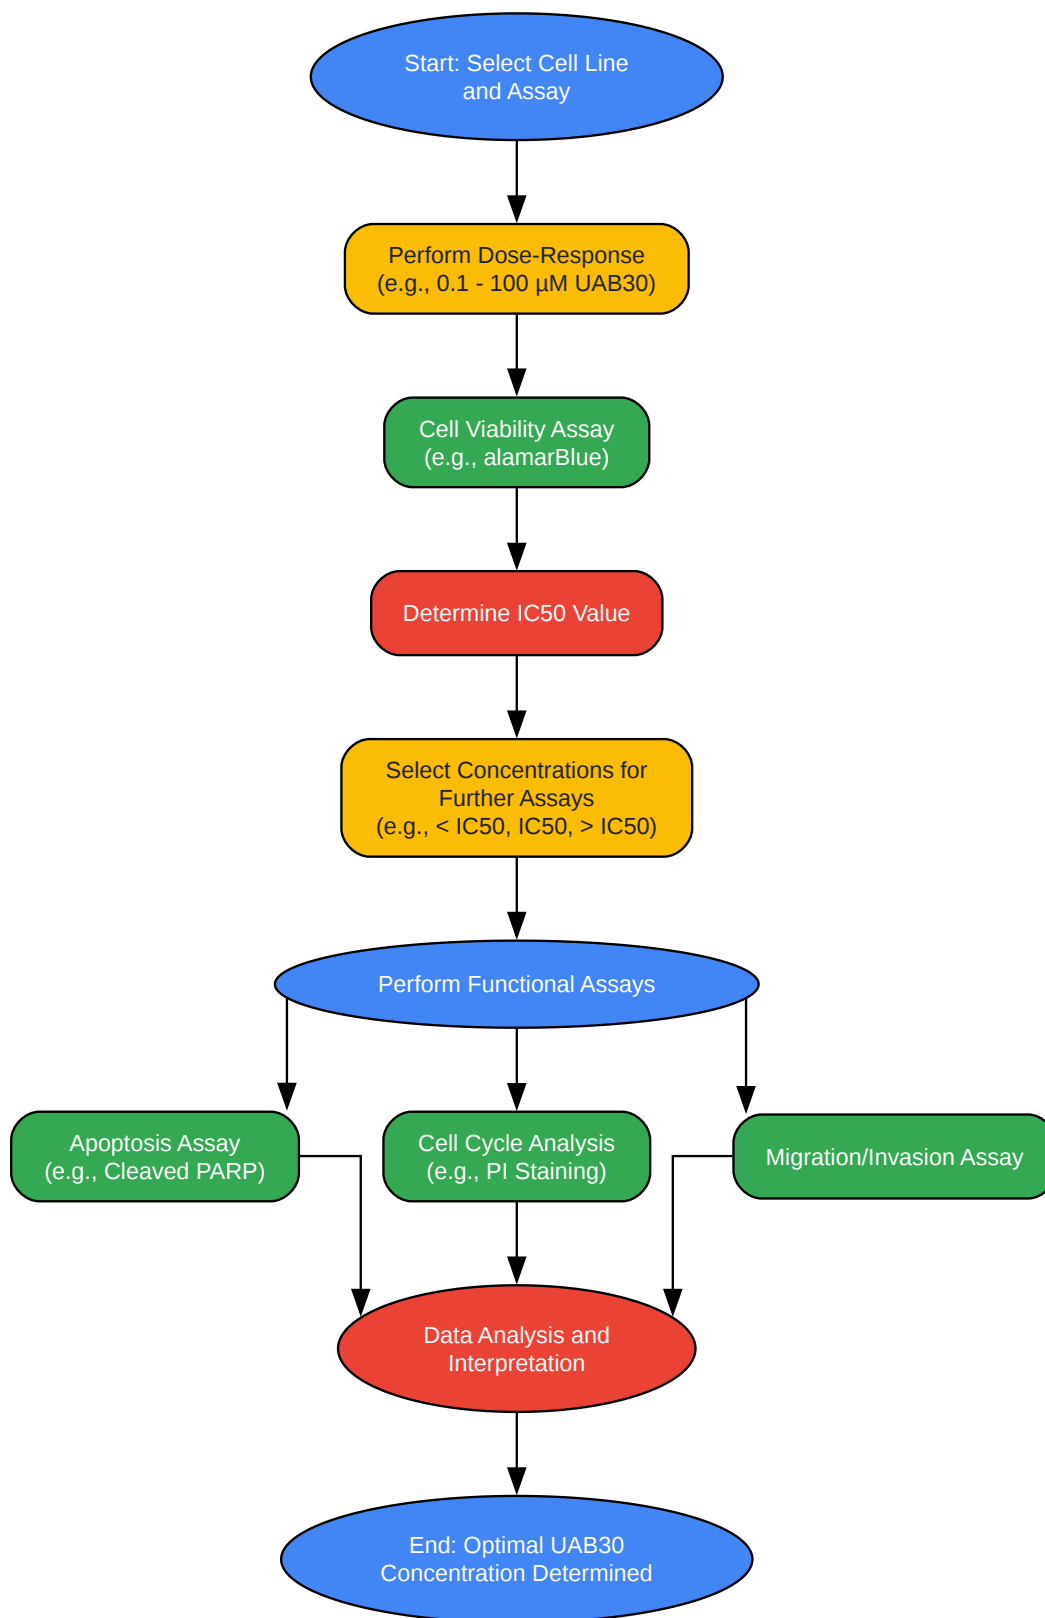 Start: Select Cell Line
and Assay
Perform Dose-Response
(e.g., 0.1 - 100 µM UAB30)
Cell Viability Assay
(e.g., alamarBlue)
Determine IC50 Value
Select Concentrations for
Further Assays
(e.g., < IC50, IC50, > IC50)
Perform Functional Assays
Apoptosis Assay
(e.g., Cleaved PARP)
Cell Cycle Analysis
(e.g., PI Staining)
Migration/Invasion Assay
Data Analysis and
Interpretation
End: Optimal UAB30
Concentration Determined